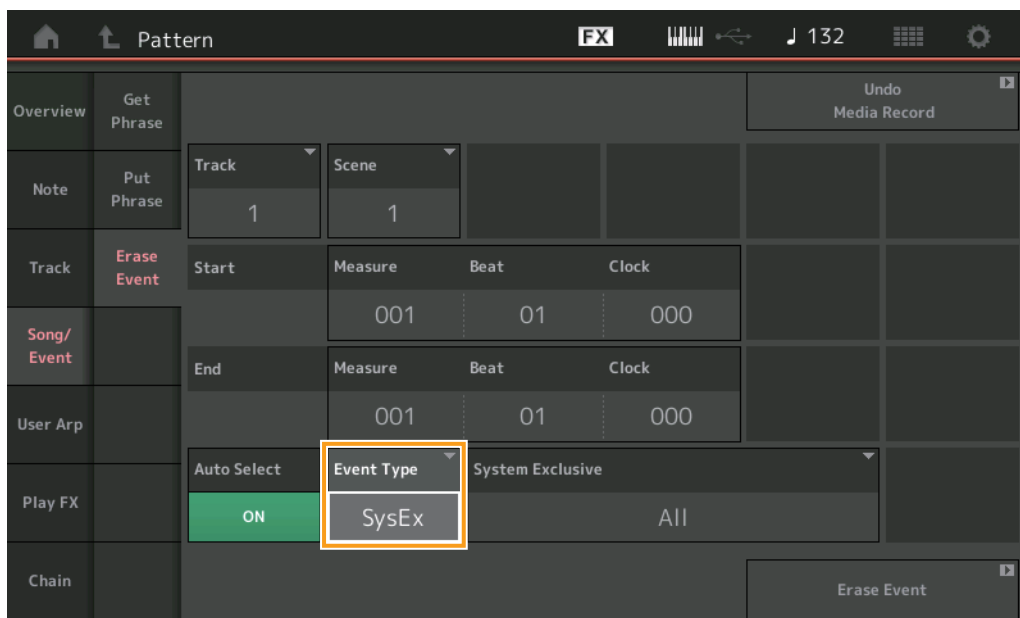 Pattern
FX
132
Overview
Get
Phrase
Undo
Media Record
Note
Put
Phrase
Track
Scene
1
1
Track
Erase
Event
Start
Measure
Beat
Clock
001
01
000
Song/
Event
End
Measure
Beat
Clock
001
01
000
User Arp
Auto Select
Event Type
System Exclusive
ON
SysEx
All
Play FX
Chain
Erase Event